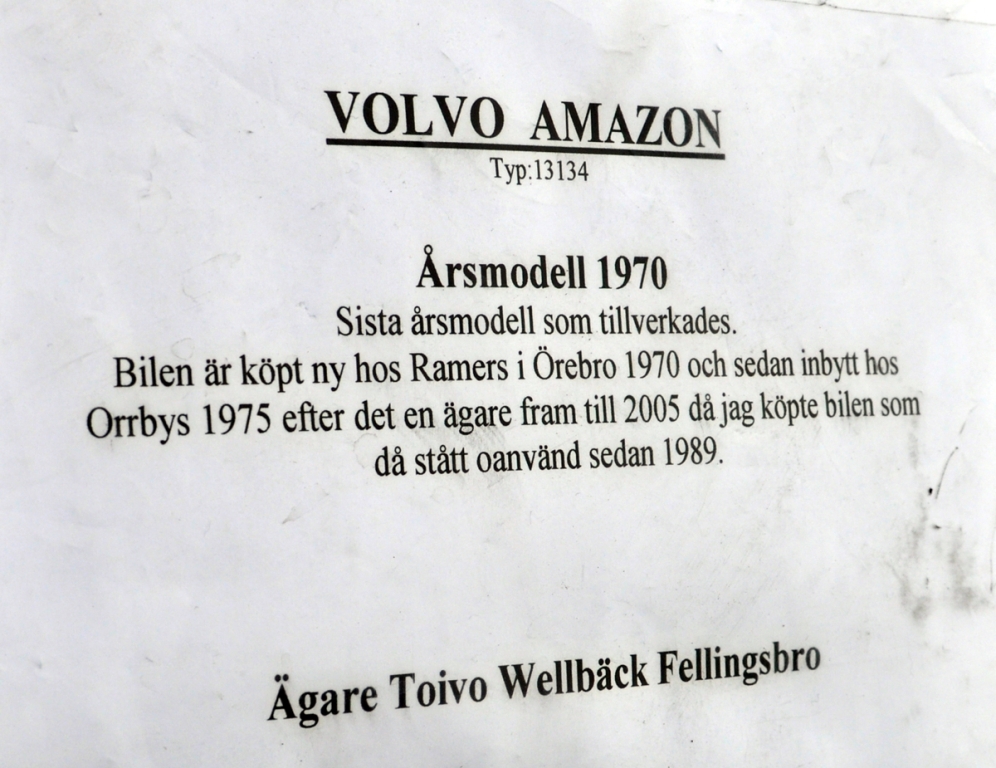 VOLVO AMAZON
Typ:13134
Årsmodell 1970
Sista årsmodell som tillverkades.
Bilen är köpt ny hos Ramers i Örebro 1970 och sedan inbytt hos
Orrbys 1975 efter det en ägare fram till 2005 då jag köpte bilen som
då stått oanvänd sedan 1989.
Ägare Toivo Wellbäck Fellingsbro